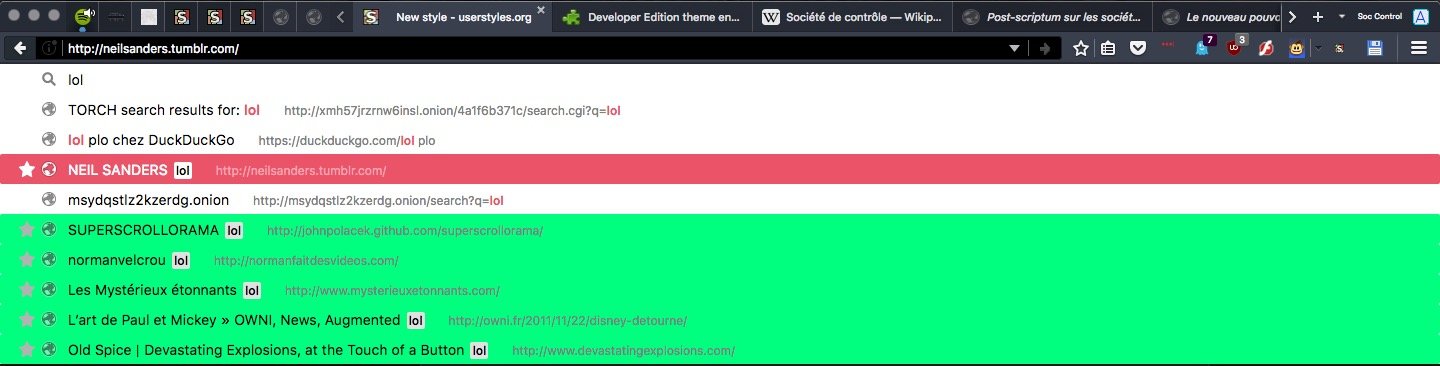 New style - userstyles.org Developer Edition theme en... Société de contrôle — Wikip... Post-scriptum sur les sociét... Le nouveau pouvo Soc Control A
http://neilsanders.tumblr.com/ 7 3
lol
TORCH search results for: lol http://xmh57jrzrnw6insl.onion/4a1f6b371c/search.cgi?q=lol
lol plo chez DuckDuckGo https://duckduckgo.com/lol plo
NEIL SANDERS lol http://neilsanders.tumblr.com/
msydqstlz2kzerdg.onion http://msydqstlz2kzerdg.onion/search?q=lol
SUPERSCROLLORAMA lol http://johnpolacek.github.com/superscrollorama/
normanvelcrou lol http://normanfaitdesvideos.com/
Les Mystérieux étonnants lol http://www.mysterieuxetonnants.com/
L'art de Paul et Mickey » OWNI, News, Augmented lol http://owni.fr/2011/11/22/disney-detourne/
Old Spice | Devastating Explosions, at the Touch of a Button lol http://www.devastatingexplosions.com/